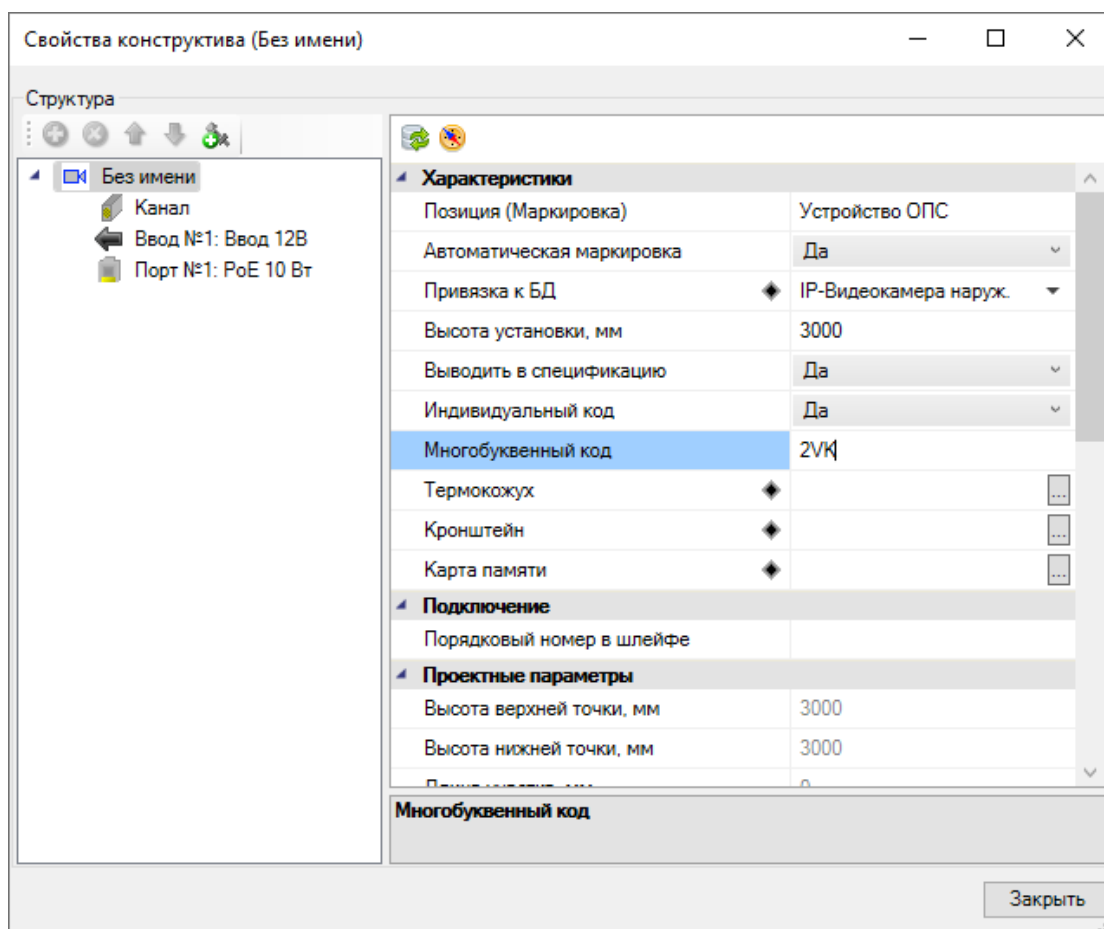 Свойства конструктива (Без имени)
Структура
Без имени
Канал
Ввод №1: Ввод 12В
Порт №1: PoE 10 Вт
Характеристики
Позиция (Маркировка) Устройство ОПС
Автоматическая маркировка Да
Привязка к БД IP-Видеокамера наруж.
Высота установки, мм 3000
Выводить в спецификацию Да
Индивидуальный код Да
Многобуквенный код 2VK
Термокожух ...
Кронштейн ...
Карта памяти ...
Подключение
Порядковый номер в шлейфе
Проектные параметры
Высота верхней точки, мм 3000
Высота нижней точки, мм 3000
Многобуквенный код
Закрыть